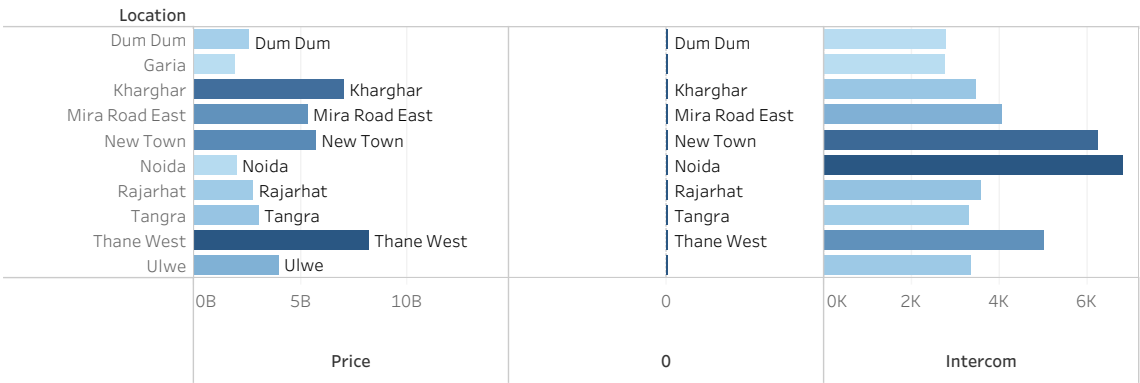 Location
Dum Dum Dum Dum Dum Dum
Garia
Kharghar Kharghar Kharghar
Mira Road East Mira Road East Mira Road East
New Town New Town New Town
Noida Noida Noida
Rajarhat Rajarhat Rajarhat
Tangra Tangra Tangra
Thane West Thane West Thane West
Ulwe Ulwe
0B 5B 10B 0 0K 2K 4K 6K
Price 0 Intercom